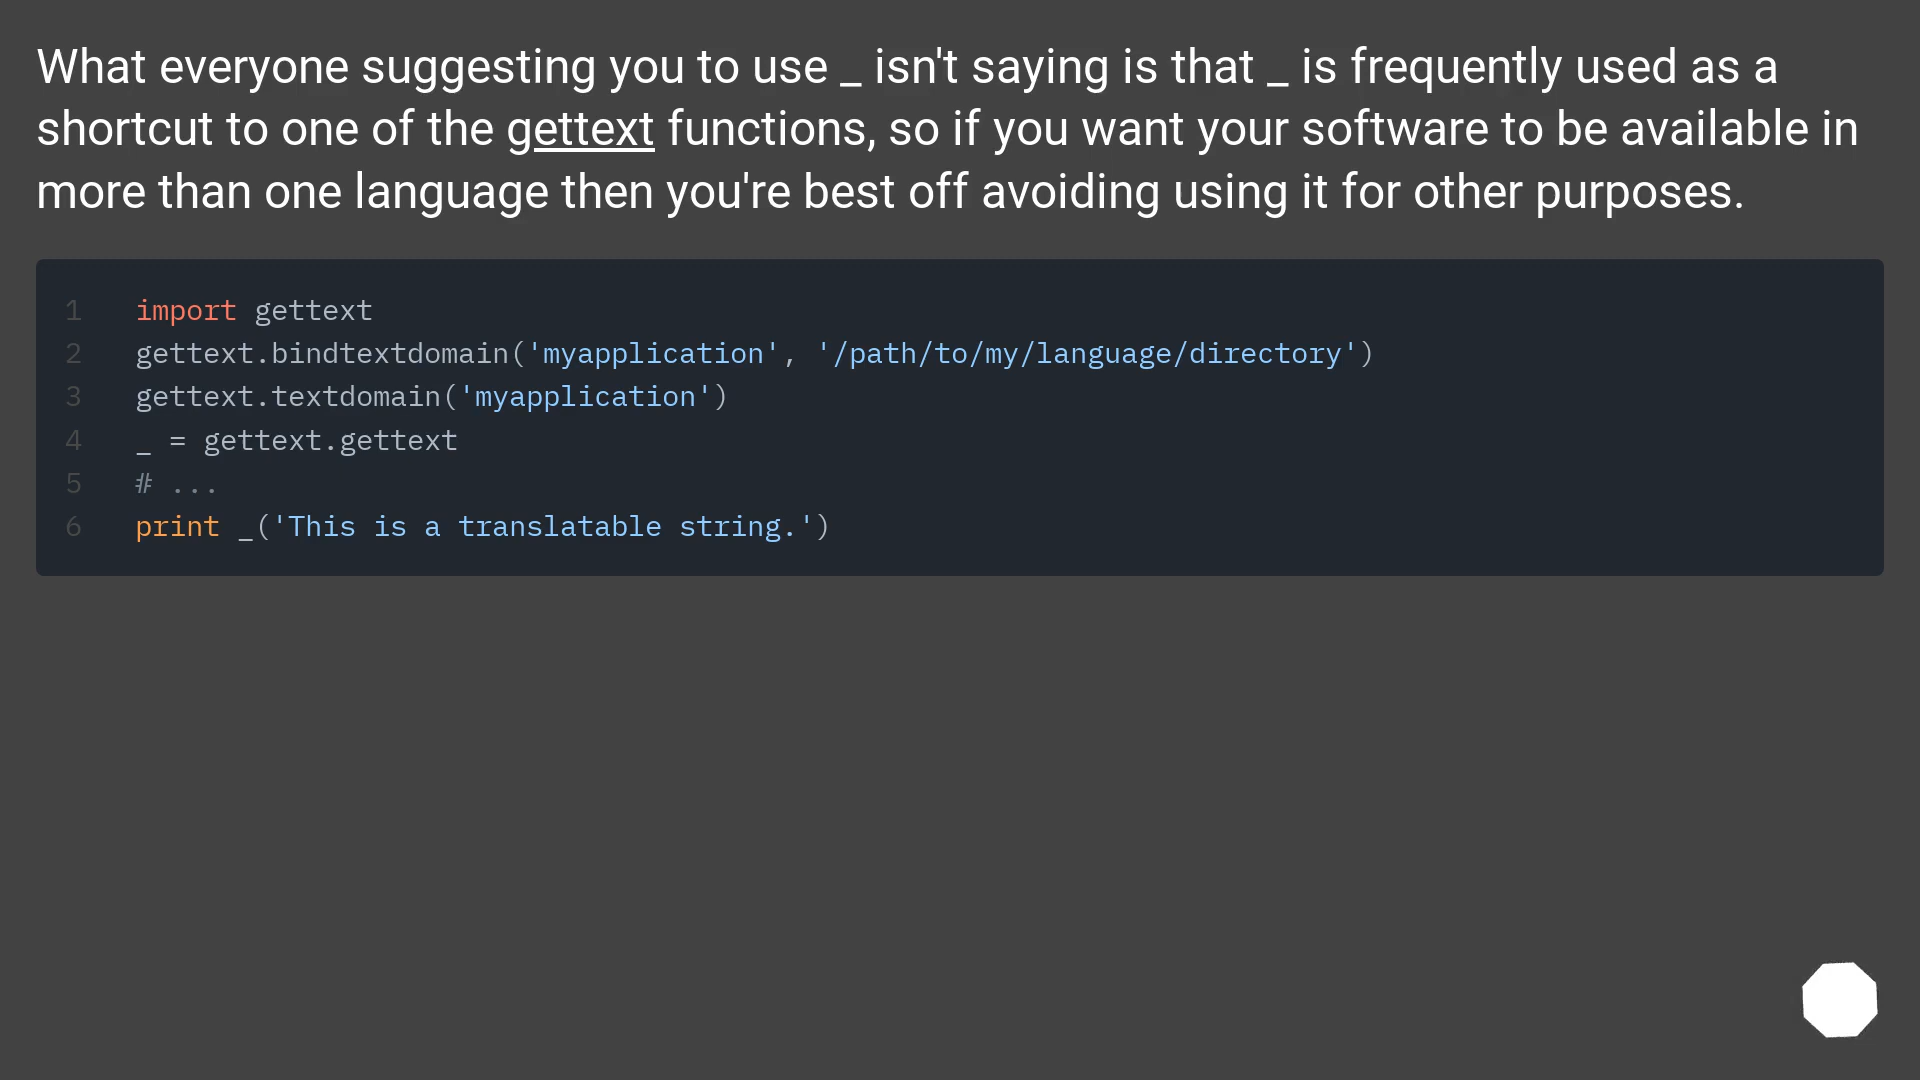 What everyone suggesting you to use _ isn't saying is that _ is frequently used as a
shortcut to one of the gettext functions, so if you want your software to be available in
more than one language then you're best off avoiding using it for other purposes.
1 import gettext
2 gettext.bindtextdomain('myapplication', '/path/to/my/language/directory')
3 gettext.textdomain('myapplication')
4 _ = gettext.gettext
5 # ...
6 print _('This is a translatable string.')